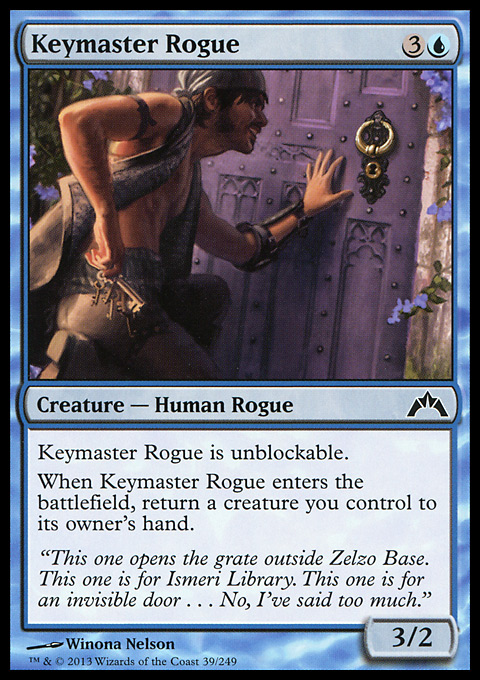 Keymaster Rogue
3
Creature — Human Rogue
Keymaster Rogue is unblockable.
When Keymaster Rogue enters the
battlefield, return a creature you control to
its owner's hand.
“This one opens the grate outside Zelzo Base.
This one is for Ismeri Library. This one is for
an invisible door . . . No, I've said too much.”
3/2
Winona Nelson
™ & © 2013 Wizards of the Coast 39/249